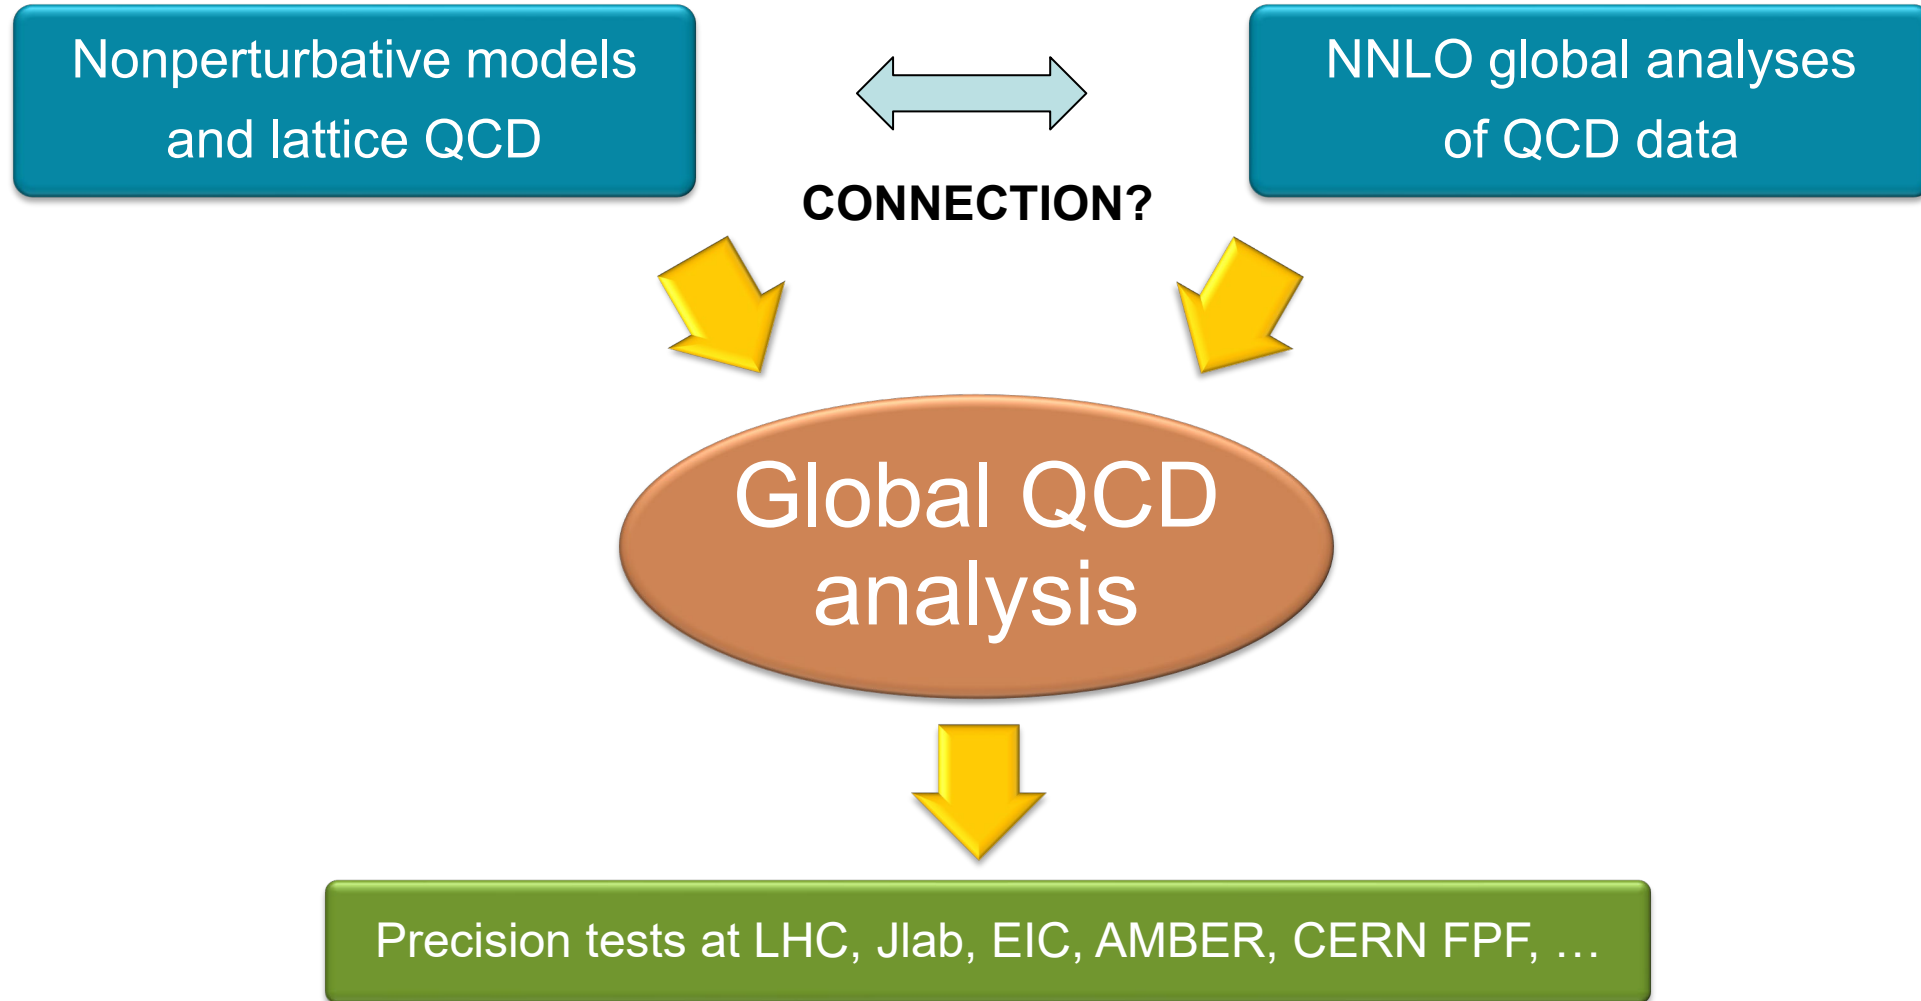 Nonperturbative models
and lattice QCD
NNLO global analyses
of QCD data
CONNECTION?
Global QCD
analysis
Precision tests at LHC, Jlab, EIC, AMBER, CERN FPF, …